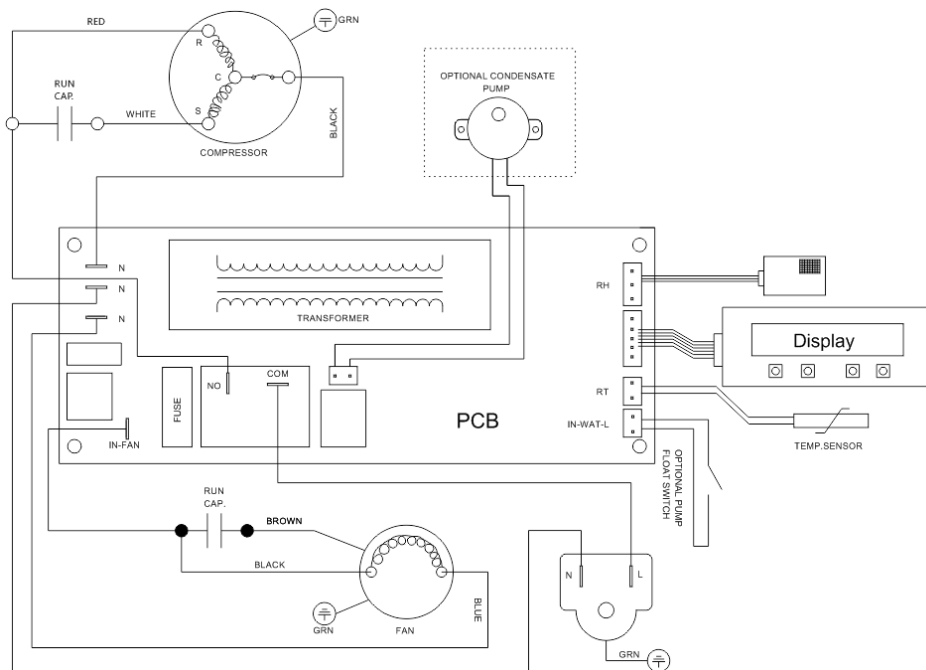 RED
GRN
R
C
S
RUN
CAP.
WHITE
BLACK
COMPRESSOR
OPTIONAL CONDENSATE
PUMP
N
N
N
TRANSFORMER
RH
Display
NO
COM
FUSE
PCB
RT
IN-WAT-L
IN-FAN
TEMP.SENSOR
OPTIONAL PUMP
FLOAT SWITCH
RUN
CAP.
BROWN
BLACK
BLUE
GRN
FAN
N
L
GRN